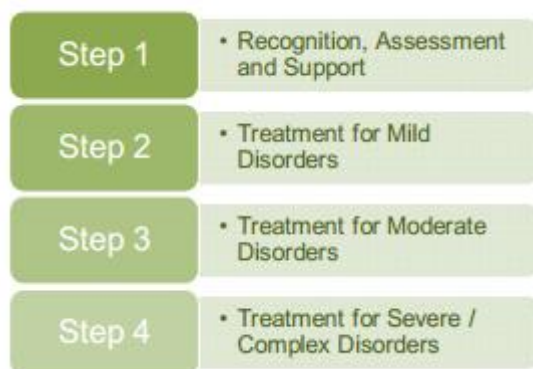 Step 1
• Recognition, Assessment
and Support
Step 2
• Treatment for Mild
Disorders
Step 3
• Treatment for Moderate
Disorders
Step 4
• Treatment for Severe /
Complex Disorders